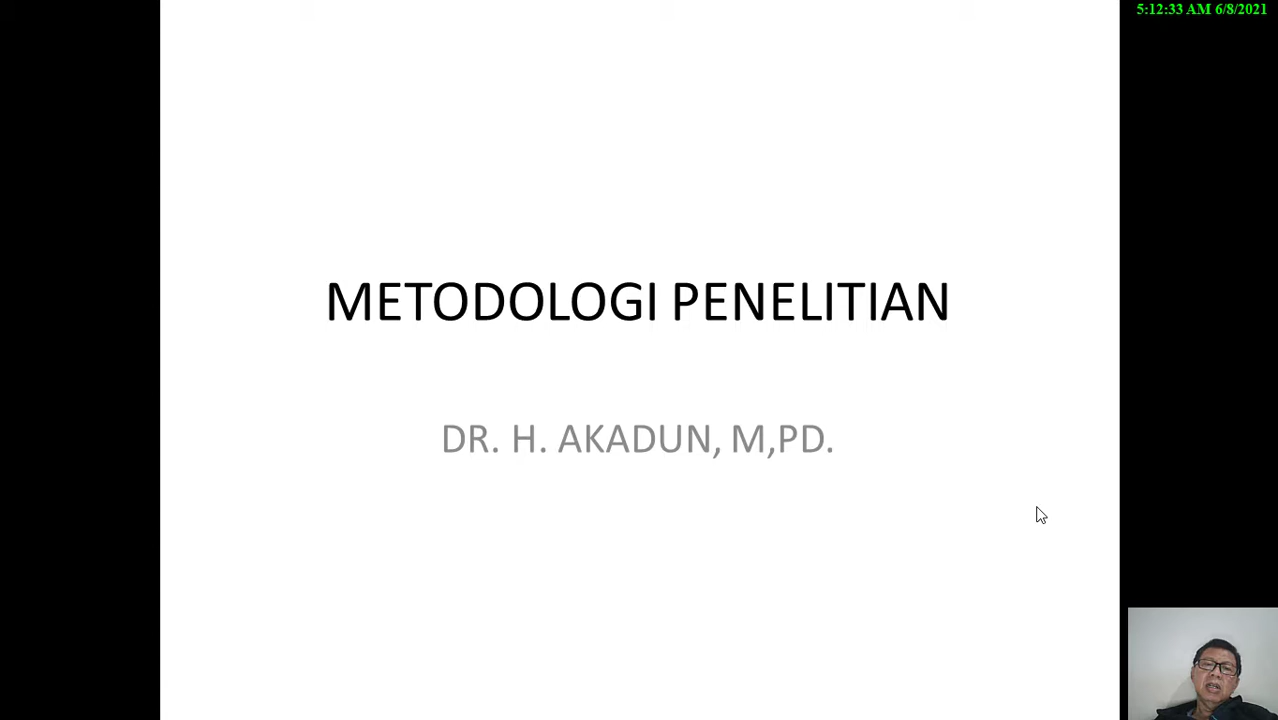 5:12:33 AM 6/8/2021
METODOLOGI PENELITIAN
DR. H. AKADUN, M,PD.